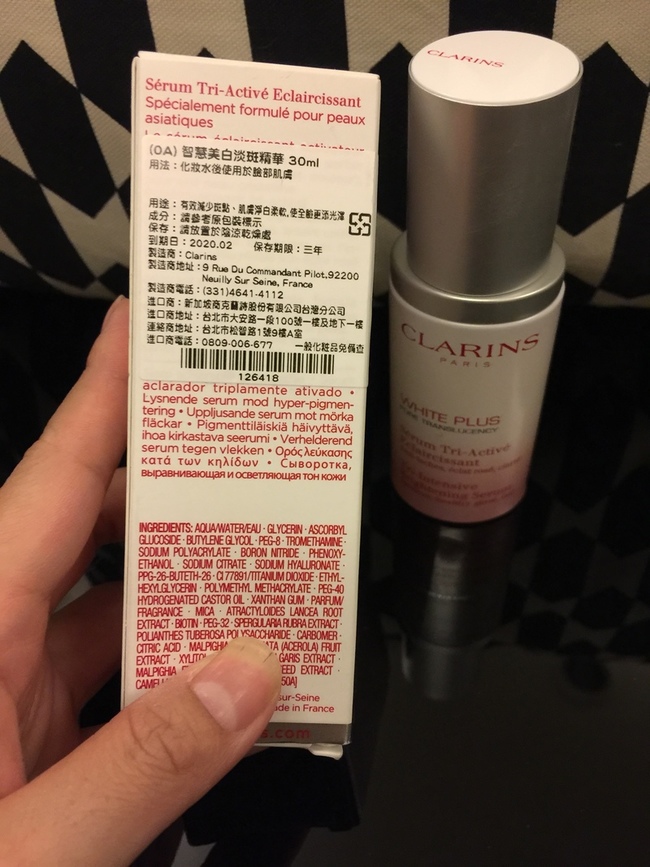 Sérum Tri-Activé Eclaircissant
Spécialement formulé pour peaux
asiatiques
(OA) 智慧美白淡斑精華 30ml
用法：化妝水後使用於臉部肌膚
用途：有效減少斑點、肌膚淨白柔軟,使全臉更添光澤
成分：請參考原包裝標示
保存：請放置於陰涼乾燥處
到期日：2020.02 保存期限：三年
製造商：Clarins
製造商地址：9 Rue Du Commandant Pilot,92200
Neuilly Sur Seine, France
製造商電話：(331)4641-4112
進口商：新加坡商克蘭詩股份有限公司台灣分公司
進口商地址：台北市大安路一段100號一樓及地下一樓
連絡商地址：台北市松智路1號9樓A室
進口商電話：0809-006-677 一般化粧品免備查
126418
aclarador triplamente ativado •
Lysnende serum mod hyper-pigmen-
tering • Uppljusande serum mot mörka
fläckar • Pigmenttiläiskiä häivyttävä,
ihoa kirkastava seerumi • Verhelderend
serum tegen vlekken • Ορός λεύκασης
κατά των κηλίδων • Сыворотка,
выравнивающая и осветляющая тон кожи
INGREDIENTS: AQUA/WATER/EAU · GLYCERIN · ASCORBYL
GLUCOSIDE · BUTYLENE GLYCOL · PEG-8 · TROMETHAMINE ·
SODIUM POLYACRYLATE · BORON NITRIDE · PHENOXY-
ETHANOL · SODIUM CITRATE · SODIUM HYALURONATE ·
PPG-26-BUTETH-26 · CI 77891/TITANIUM DIOXIDE · ETHYL-
HEXYLGLYCERIN · POLYMETHYL METHACRYLATE · PEG-40
HYDROGENATED CASTOR OIL · XANTHAN GUM · PARFUM/
FRAGRANCE · MICA · ATRACTYLOIDES LANCEA ROOT
EXTRACT · BIOTIN · PEG-32 · SPERGULARIA RUBRA EXTRACT ·
POLIANTHES TUBEROSA POLYSACCHARIDE · CARBOMER ·
CITRIC ACID · MALPIGHIA (ACEROLA) FRUIT
EXTRACT · GARIS EXTRACT ·
MALPIGHIA SEED EXTRACT ·
50A]
sur-Seine
made in France
CLARINS
CLARINS
PARIS
WHITE PLUS
PURE TRANSLUCENCY
Sérum Tri-Activé
Eclaircissant